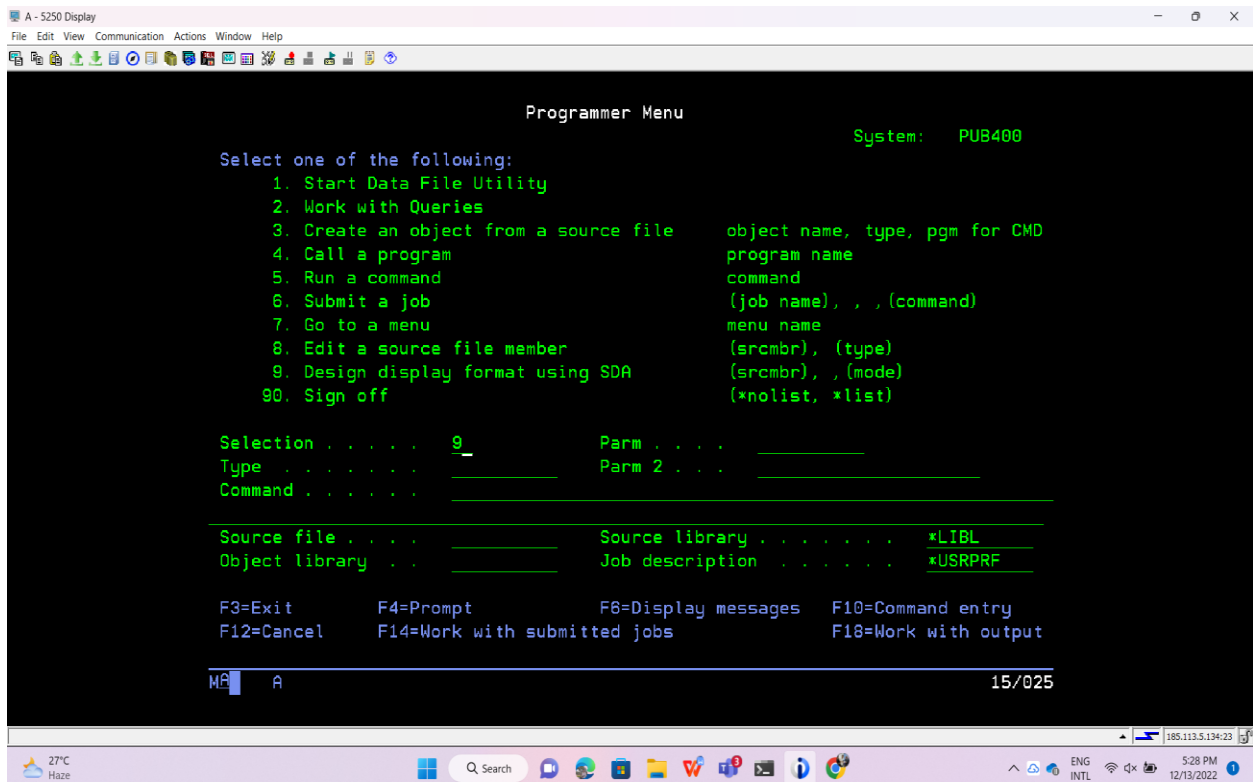 A - 5250 Display
File Edit View Communication Actions Window Help
Programmer Menu
System: PUB400
Select one of the following:
1. Start Data File Utility
2. Work with Queries
3. Create an object from a source file object name, type, pgm for CMD
4. Call a program program name
5. Run a command command
6. Submit a job (job name), , ,(command)
7. Go to a menu menu name
8. Edit a source file member (srcmbr), (type)
9. Design display format using SDA (srcmbr), ,(mode)
90. Sign off (*nolist, *list)
Selection . . . . . 9 Parm . . . .
Type . . . . . . . Parm 2 . . .
Command . . . . . .
Source file . . . . Source library . . . . . . . *LIBL
Object library . . Job description . . . . . . *USRPRF
F3=Exit F4=Prompt F6=Display messages F10=Command entry
F12=Cancel F14=Work with submitted jobs F18=Work with output
MA A 15/025
185.113.5.134:23
27°C
Haze
Search
ENG
INTL
5:28 PM
12/23/2022
1